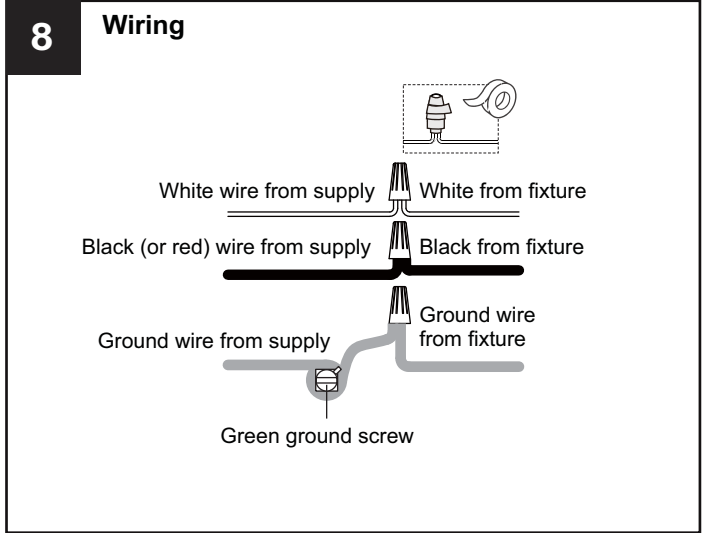 8
Wiring
White wire from supply
White from fixture
Black (or red) wire from supply
Black from fixture
Ground wire from supply
Ground wire
from fixture
Green ground screw